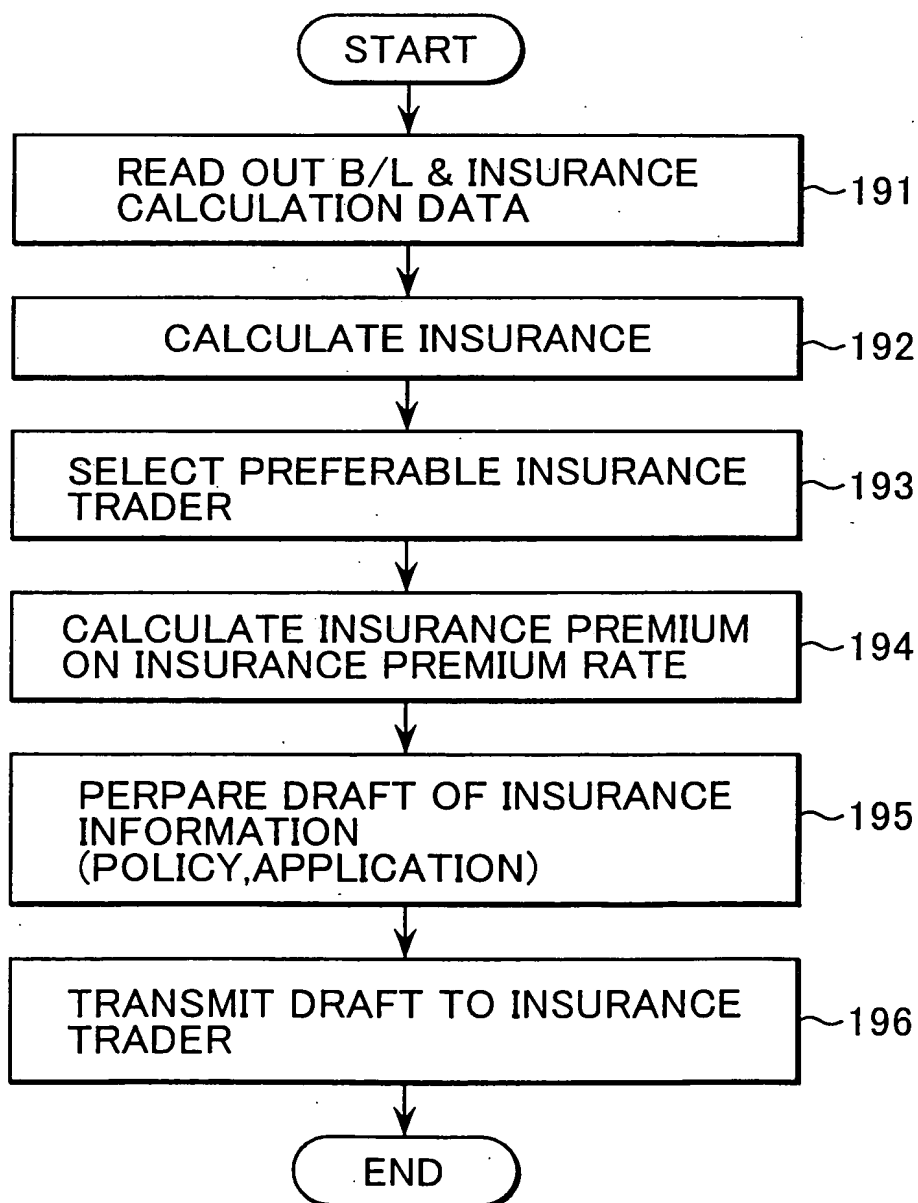 START
READ OUT B/L & INSURANCE
CALCULATION DATA
191
CALCULATE INSURANCE
192
SELECT PREFERABLE INSURANCE
TRADER
193
CALCULATE INSURANCE PREMIUM
ON INSURANCE PREMIUM RATE
194
PERPARE DRAFT OF INSURANCE
INFORMATION
(POLICY,APPLICATION)
195
TRANSMIT DRAFT TO INSURANCE
TRADER
196
END